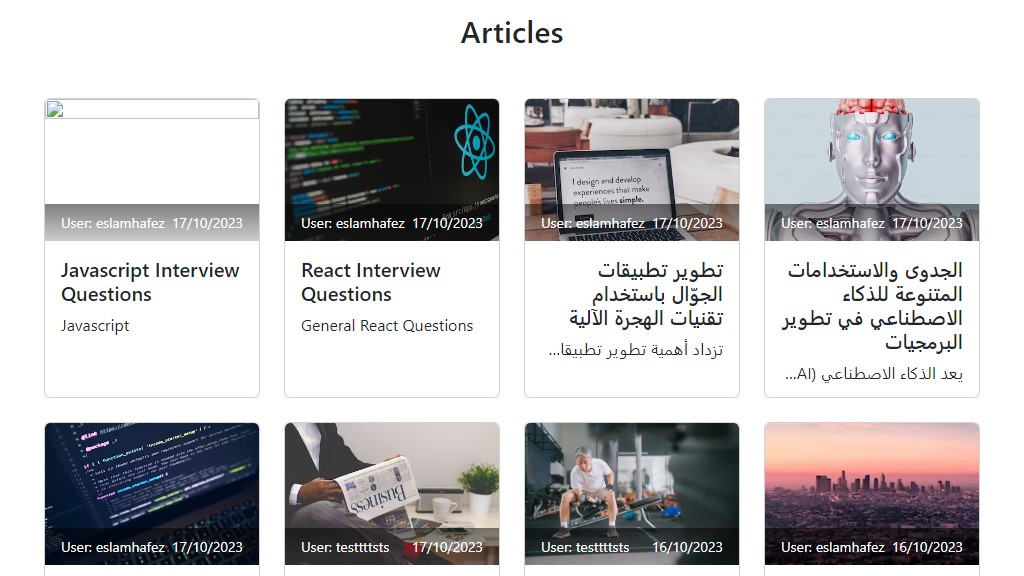 Articles
User: eslamhafez 17/10/2023
Javascript Interview
Questions
Javascript
User: eslamhafez 17/10/2023
React Interview
Questions
General React Questions
I design and develop
experiences that make
people's lives simple.
User: eslamhafez 17/10/2023
تطوير تطبيقات
الجوّال باستخدام
تقنيات الهجرة الآلية
تزداد أهمية تطوير تطبيقا...
User: eslamhafez 17/10/2023
الجدوى والاستخدامات
المتنوعة للذكاء
الاصطناعي في تطوير
البرمجيات
يعد الذكاء الاصطناعي (AI...
User: eslamhafez 17/10/2023
Business
User: testtttsts 17/10/2023
User: testtttsts 16/10/2023
User: eslamhafez 16/10/2023